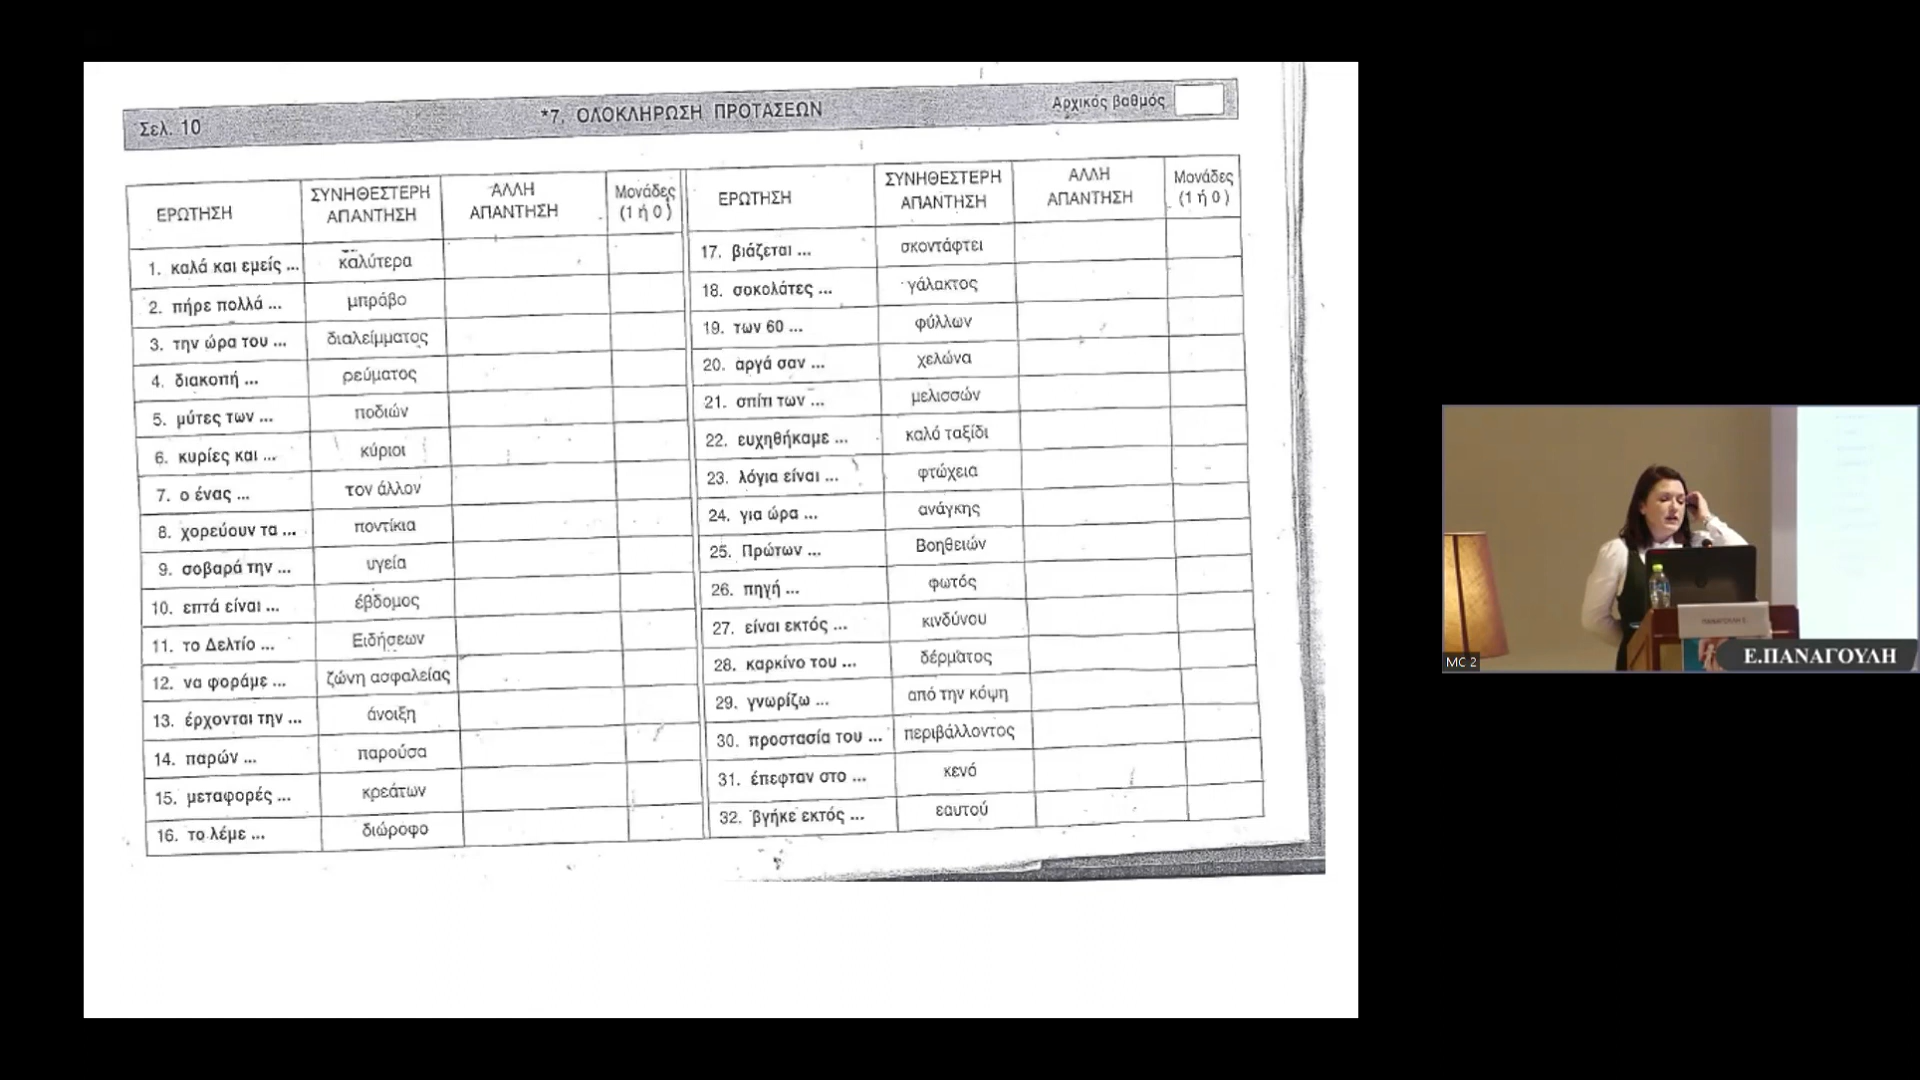 Σελ. 10 *7. ΟΛΟΚΛΗΡΩΣΗ ΠΡΟΤΑΣΕΩΝ Αρχικός βαθμός
ΕΡΩΤΗΣΗ ΣΥΝΗΘΕΣΤΕΡΗ ΑΠΑΝΤΗΣΗ ΑΛΛΗ ΑΠΑΝΤΗΣΗ Μονάδες (1 ή 0)
1. καλά και εμείς ... καλύτερα
2. πήρε πολλά ... μπράβο
3. την ώρα του ... διαλείμματος
4. διακοπή ... ρεύματος
5. μύτες των ... ποδιών
6. κυρίες και ... κύριοι
7. ο ένας ... τον άλλον
8. χορεύουν τα ... ποντίκια
9. σοβαρά την ... υγεία
10. επτά είναι ... έβδομος
11. το Δελτίο ... Ειδήσεων
12. να φοράμε ... ζώνη ασφαλείας
13. έρχονται την ... άνοιξη
14. παρών ... παρούσα
15. μεταφορές ... κρεάτων
16. το λέμε ... διώροφο
ΕΡΩΤΗΣΗ ΣΥΝΗΘΕΣΤΕΡΗ ΑΠΑΝΤΗΣΗ ΑΛΛΗ ΑΠΑΝΤΗΣΗ Μονάδες (1 ή 0)
17. βιάζεται ... σκοντάφτει
18. σοκολάτες ... γάλακτος
19. των 60 ... φύλλων
20. αργά σαν ... χελώνα
21. σπίτι των ... μελισσών
22. ευχηθήκαμε ... καλό ταξίδι
23. λόγια είναι ... φτώχεια
24. για ώρα ... ανάγκης
25. Πρώτων ... Βοηθειών
26. πηγή ... φωτός
27. είναι εκτός ... κινδύνου
28. καρκίνο του ... δέρματος
29. γνωρίζω ... από την κόψη
30. προστασία του ... περιβάλλοντος
31. έπεφταν στο ... κενό
32. βγήκε εκτός ... εαυτού
MC 2
Ε.ΠΑΝΑΓΟΥΛΗ